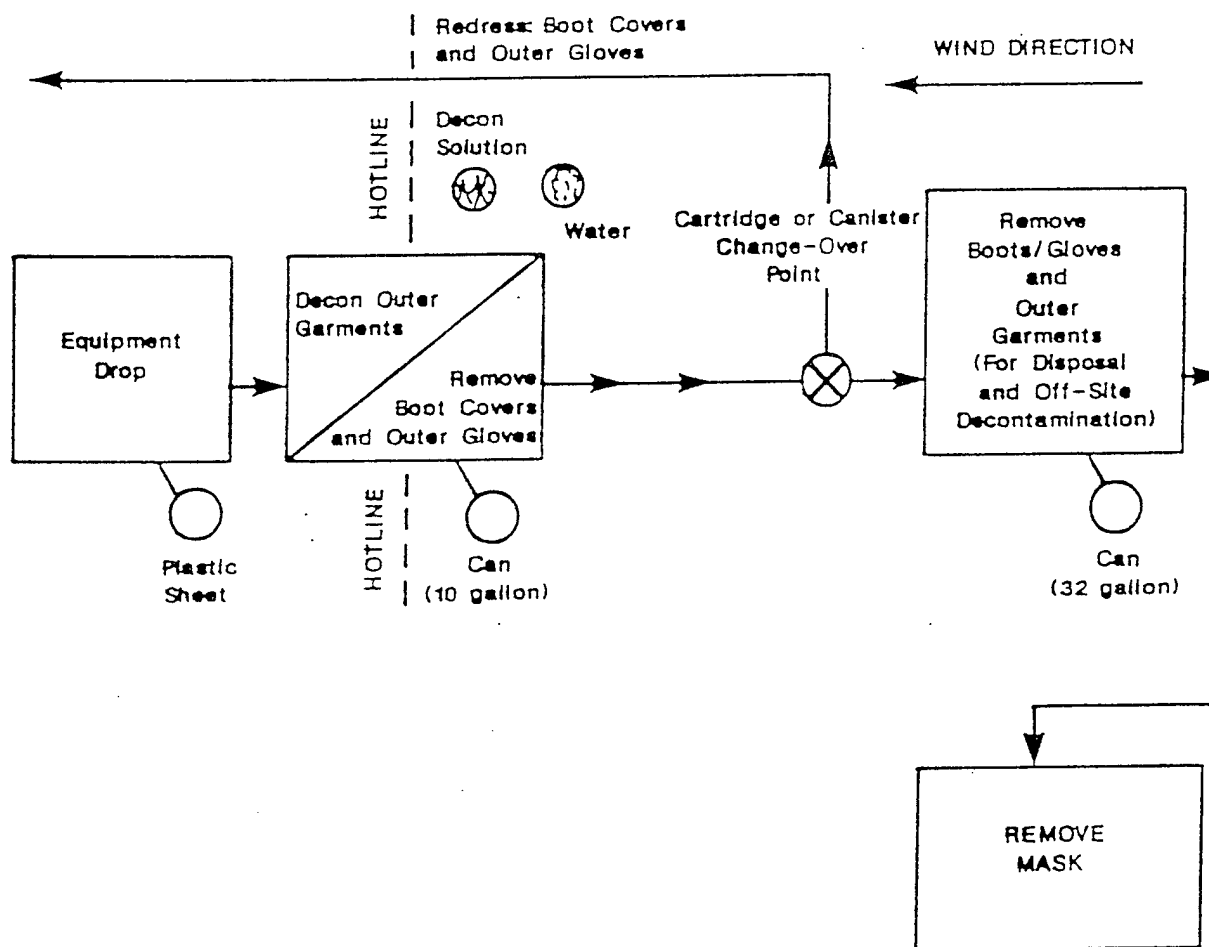 Redress: Boot Covers
and Outer Gloves
WIND DIRECTION
HOTLINE
Decon
Solution
Water
Cartridge or Canister
Change-Over
Point
Equipment
Drop
Decon Outer
Garments
Remove
Boot Covers
and Outer Gloves
Remove
Boots/Gloves
and
Outer
Garments
(For Disposal
and Off-Site
Decontamination)
Plastic
Sheet
HOTLINE
Can
(10 gallon)
Can
(32 gallon)
REMOVE
MASK